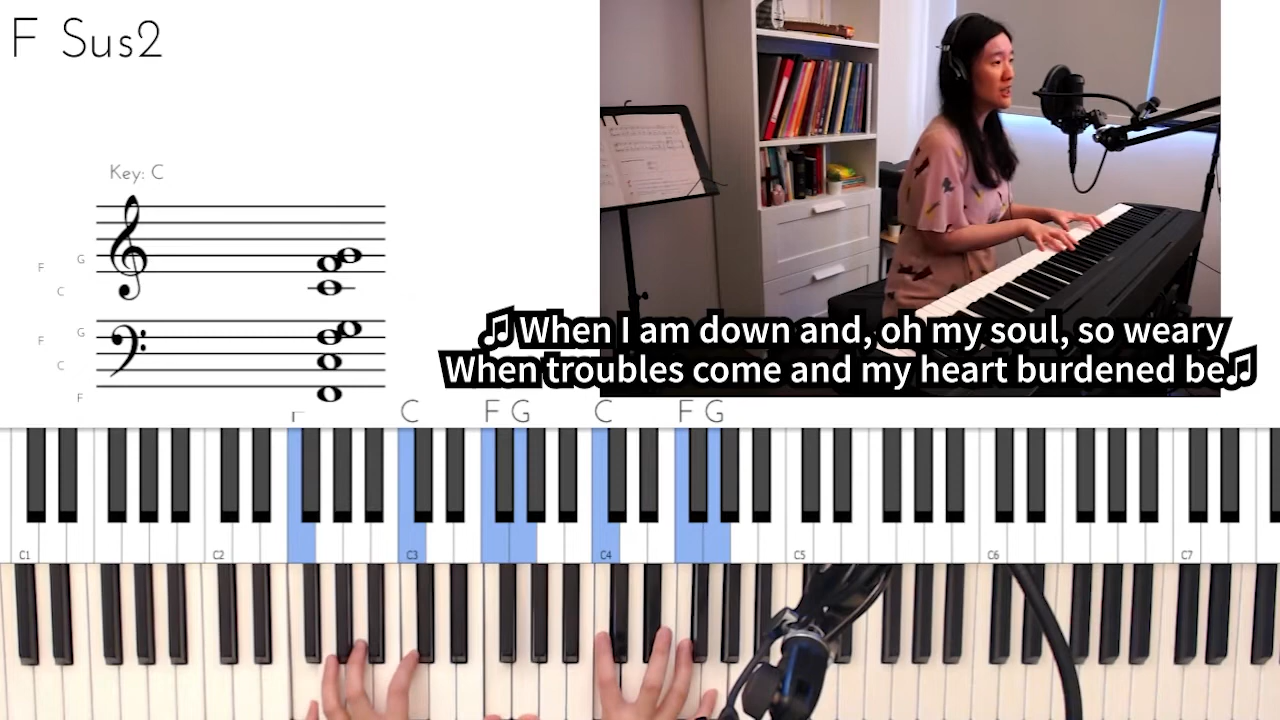 F Sus2
Key: C
G
F
C
G
F
C
F
♫When I am down and, oh my soul, so weary
When troubles come and my heart burdened be♫
F C F G C F G
C1 C2 C3 C4 C5 C6 C7